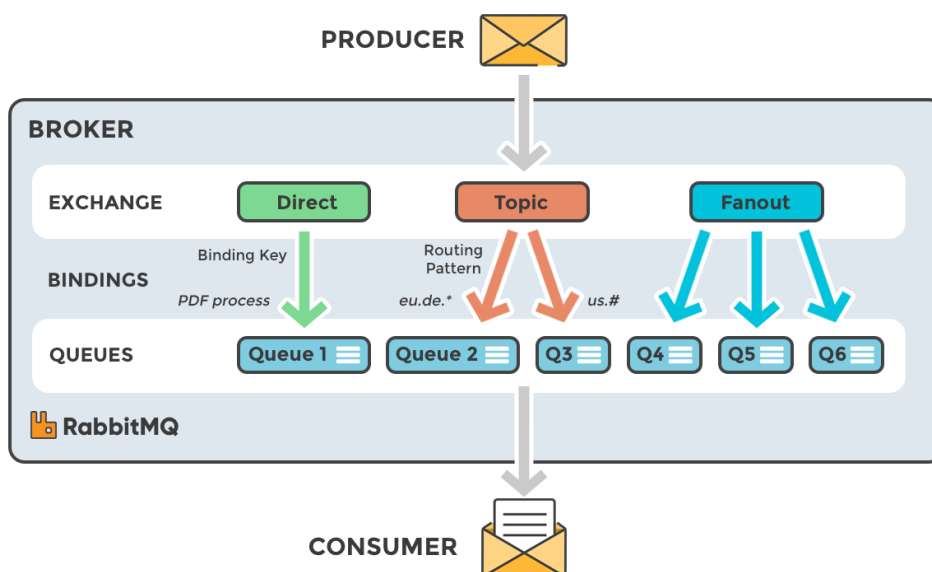 PRODUCER
BROKER
EXCHANGE
Direct
Topic
Fanout
Binding Key
Routing
Pattern
BINDINGS
PDF process
eu.de.*
us.#
QUEUES
Queue 1
Queue 2
Q3
Q4
Q5
Q6
RabbitMQ
CONSUMER